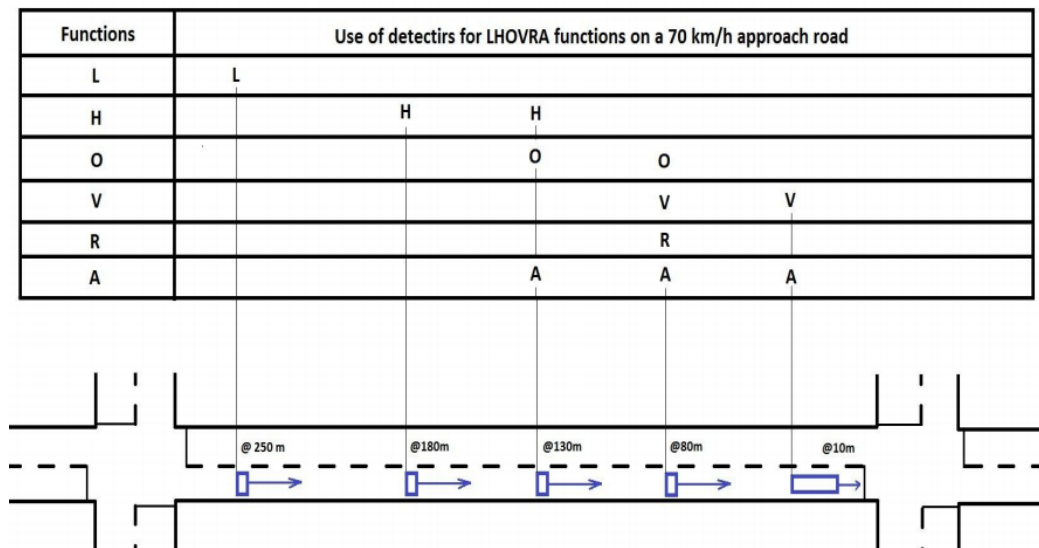 Functions Use of detectirs for LHOVRA functions on a 70 km/h approach road
L L
H H H
O O O
V V V
R R
A A A A
@ 250 m @180m @130m @80m @10m